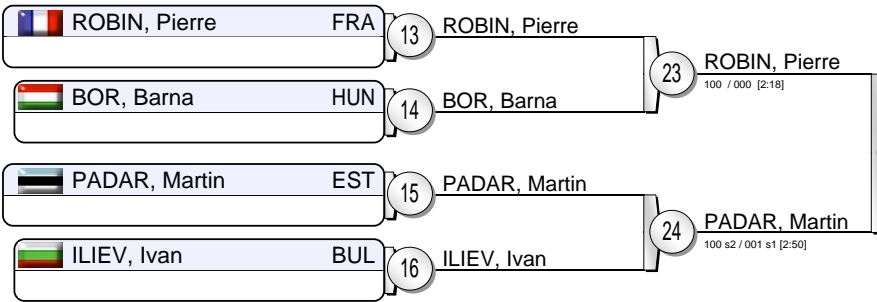 ROBIN, Pierre FRA
13
ROBIN, Pierre
BOR, Barna HUN
14
BOR, Barna
23
ROBIN, Pierre
100 / 000 [2:18]
PADAR, Martin EST
15
PADAR, Martin
ILIEV, Ivan BUL
16
ILIEV, Ivan
24
PADAR, Martin
100 s2 / 001 s1 [2:50]